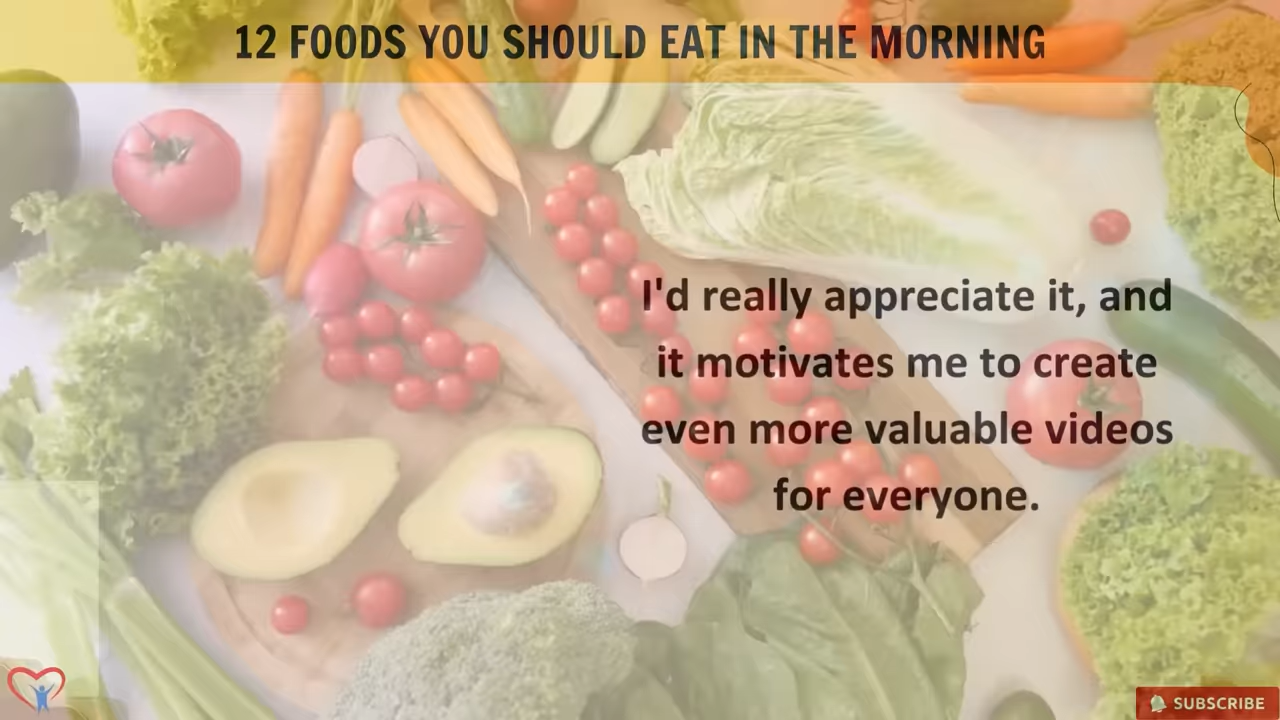 12 FOODS YOU SHOULD EAT IN THE MORNING
I'd really appreciate it, and
it motivates me to create
even more valuable videos
for everyone.
SUBSCRIBE